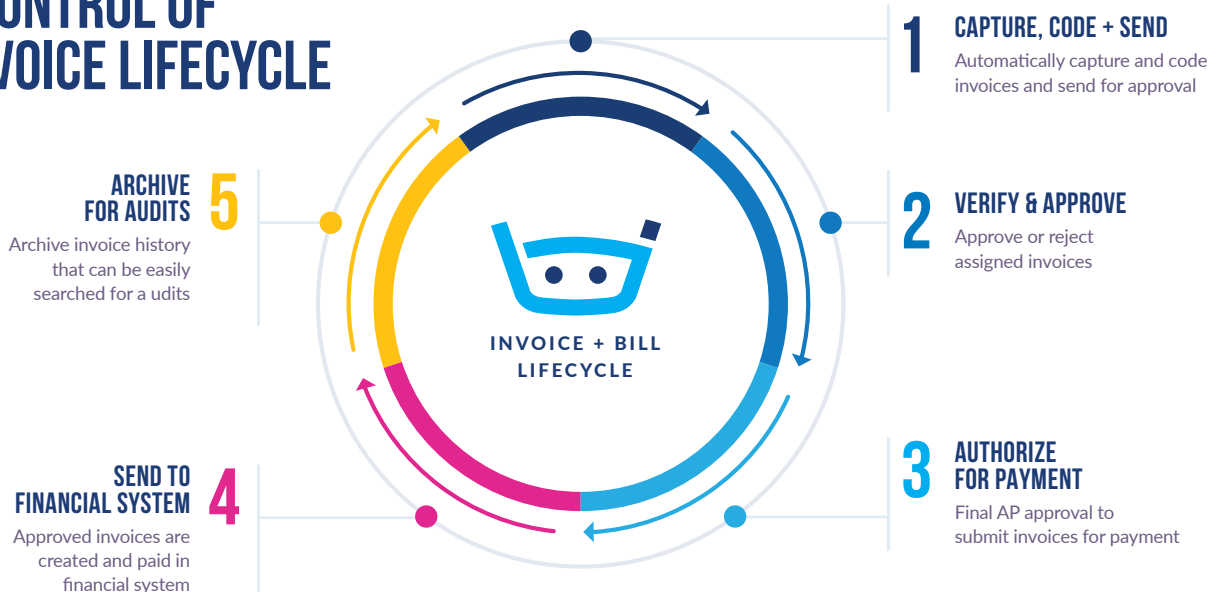 CONTROL OF
VOICE LIFECYCLE
1
CAPTURE, CODE + SEND
Automatically capture and code
invoices and send for approval
2
VERIFY & APPROVE
Approve or reject
assigned invoices
3
AUTHORIZE
FOR PAYMENT
Final AP approval to
submit invoices for payment
4
SEND TO
FINANCIAL SYSTEM
Approved invoices are
created and paid in
financial system
5
ARCHIVE
FOR AUDITS
Archive invoice history
that can be easily
searched for a udits
INVOICE + BILL
LIFECYCLE